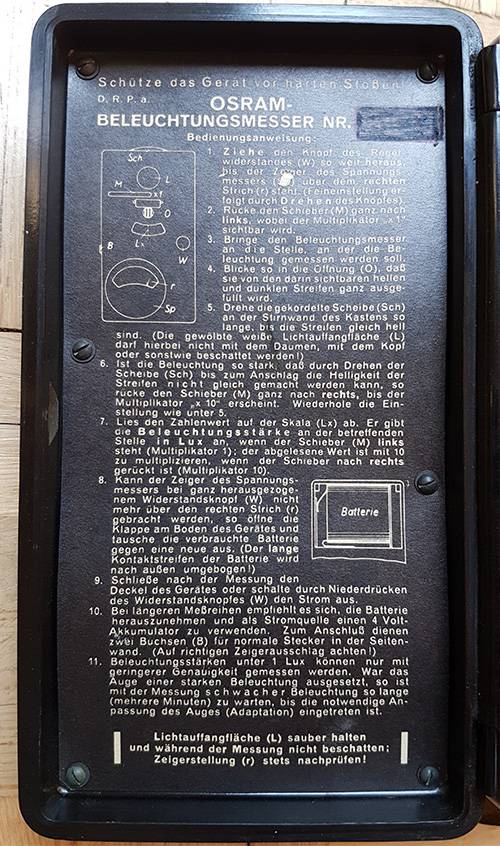 Schütze das Gerät vor harten Stößen!
D. R. P. a.
OSRAM-
BELEUCHTUNGSMESSER NR.
Bedienungsanweisung:
Sch
M
L
x1
O
Lx
B
W
r
Sp
1. Ziehe den Knopf des Regel-
widerstandes (W) so weit heraus,
bis der Zeiger des Spannungs-
messers über dem rechten
Strich (r) steht. (Feineinstellung er-
folgt durch Drehen des Knopfes).
2. Rücke den Schieber (M) ganz nach
links, wobei der Multiplikator „x 1"
sichtbar wird.
3. Bringe den Beleuchtungsmesser
an die Stelle, an der die Be-
leuchtung gemessen werden soll.
4. Blicke so in die Öffnung (O), daß
sie von den darin sichtbaren hellen
und dunklen Streifen ganz ausge-
füllt wird.
5. Drehe die gekordelte Scheibe (Sch)
an der Stirnwand des Kastens so
lange, bis die Streifen gleich hell
sind. (Die gewölbte weiße Lichtauffangfläche (L)
darf hierbei nicht mit dem Daumen, mit dem Kopf
oder sonstwie beschattet werden!)
6. Ist die Beleuchtung so stark, daß durch Drehen der
Scheibe (Sch) bis zum Anschlag die Helligkeit der
Streifen nicht gleich gemacht werden kann, so
rücke den Schieber (M) ganz nach rechts, bis der
Multiplikator „x 10" erscheint. Wiederhole die Ein-
stellung wie unter 5.
7. Lies den Zahlenwert auf der Skala (Lx) ab. Er gibt
die Beleuchtungsstärke an der betreffenden
Stelle in Lux an, wenn der Schieber (M) links
steht (Multiplikator 1); der abgelesene Wert ist mit 10
zu multiplizieren, wenn der Schieber nach rechts
gerückt ist (Multiplikator 10).
8. Kann der Zeiger des Spannungs-
messers bei ganz herausgezoge-
nem Widerstandsknopf (W) nicht
mehr über den rechten Strich (r)
gebracht werden, so öffne die
Klappe am Boden des Gerätes und
tausche die verbrauchte Batterie
gegen eine neue aus. (Der lange
Kontaktstreifen der Batterie wird
nach außen umgebogen!)
Batterie
9. Schließe nach der Messung den
Deckel des Gerätes oder schalte durch Niederdrücken
des Widerstandsknopfes (W) den Strom aus.
10. Bei längeren Meßreihen empfiehlt es sich, die Batterie
herauszunehmen und als Stromquelle einen 4 Volt-
Akkumulator zu verwenden. Zum Anschluß dienen
zwei Buchsen (B) für normale Stecker in der Seiten-
wand. (Auf richtigen Zeigerausschlag achten!)
11. Beleuchtungsstärken unter 1 Lux können nur mit
geringerer Genauigkeit gemessen werden. War das
Auge einer starken Beleuchtung ausgesetzt, so ist
mit der Messung schwacher Beleuchtung so lange
(mehrere Minuten) zu warten, bis die notwendige An-
passung des Auges (Adaptation) eingetreten ist.
Lichtauffangfläche (L) sauber halten
und während der Messung nicht beschatten;
Zeigerstellung (r) stets nachprüfen!